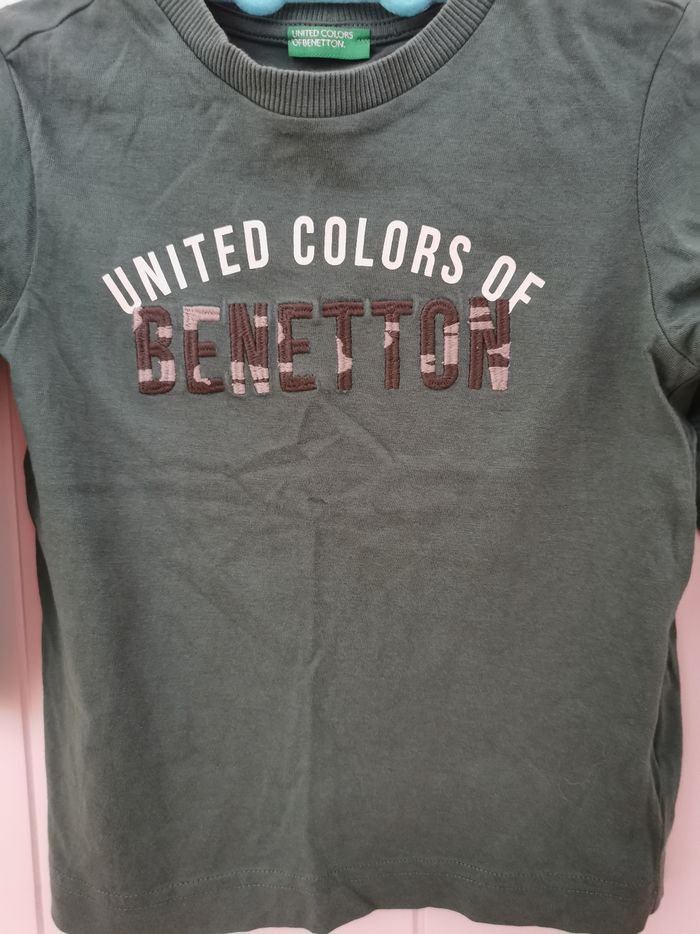 UNITED COLORS
OF BENETTON.
UNITED COLORS OF
BENETTON